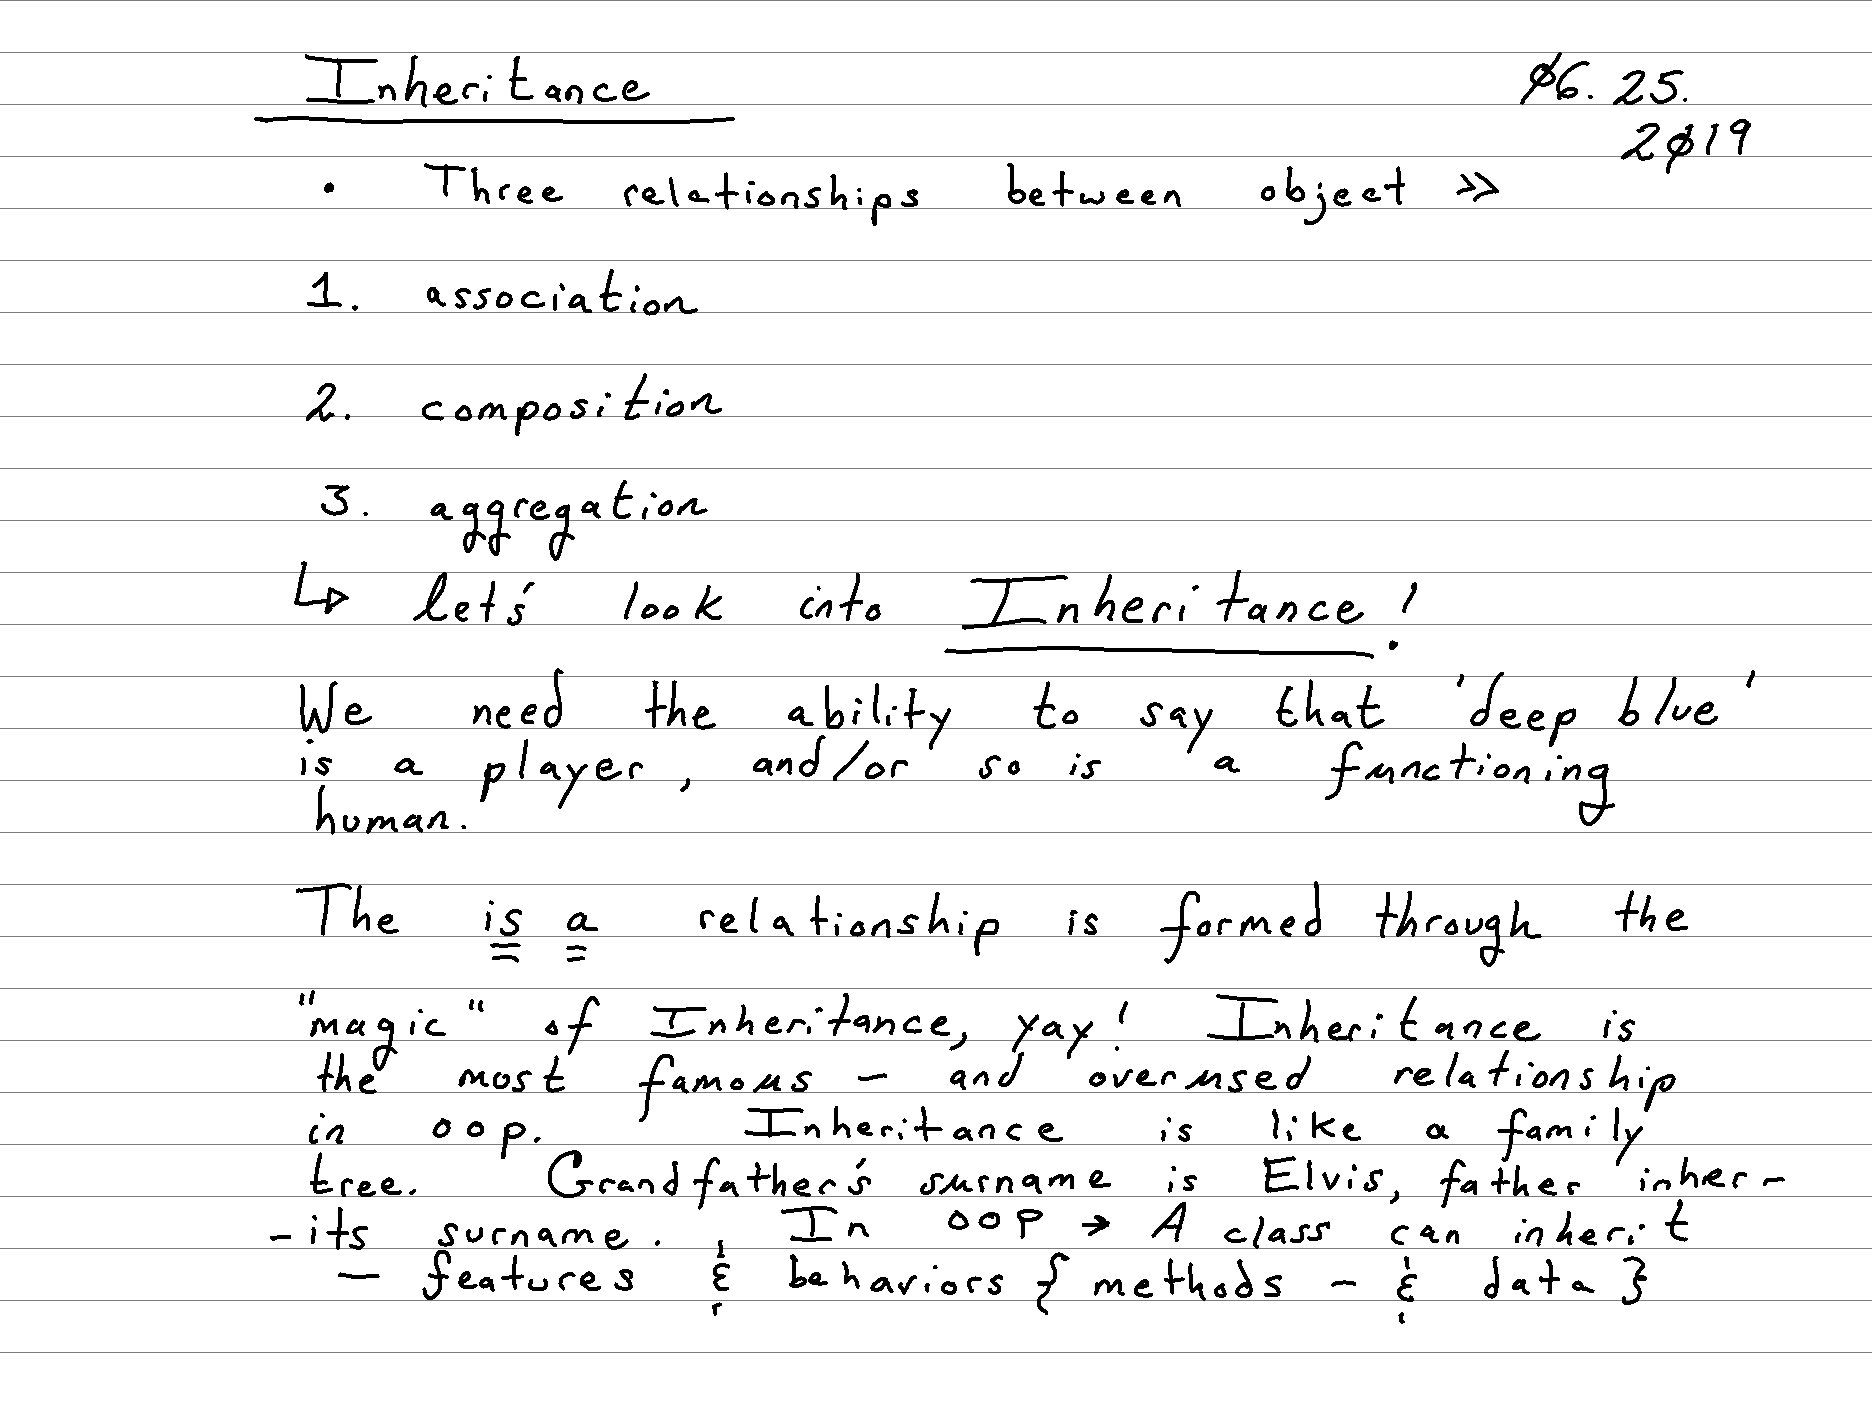 Inheritance
06. 25.
2019
• Three relationships between object >>
1. association
2. composition
3. aggregation
↳ let's look into Inheritance!
We need the ability to say that 'deep blue'
is a player, and/or so is a functioning
human.
The is a relationship is formed through the
"magic" of Inheritance, yay! Inheritance is
the most famous - and overused relationship
in oop. Inheritance is like a family
tree. Grandfather's surname is Elvis, father inher-
-its surname. In OOP → A class can inherit
- features & behaviors { methods - & data }